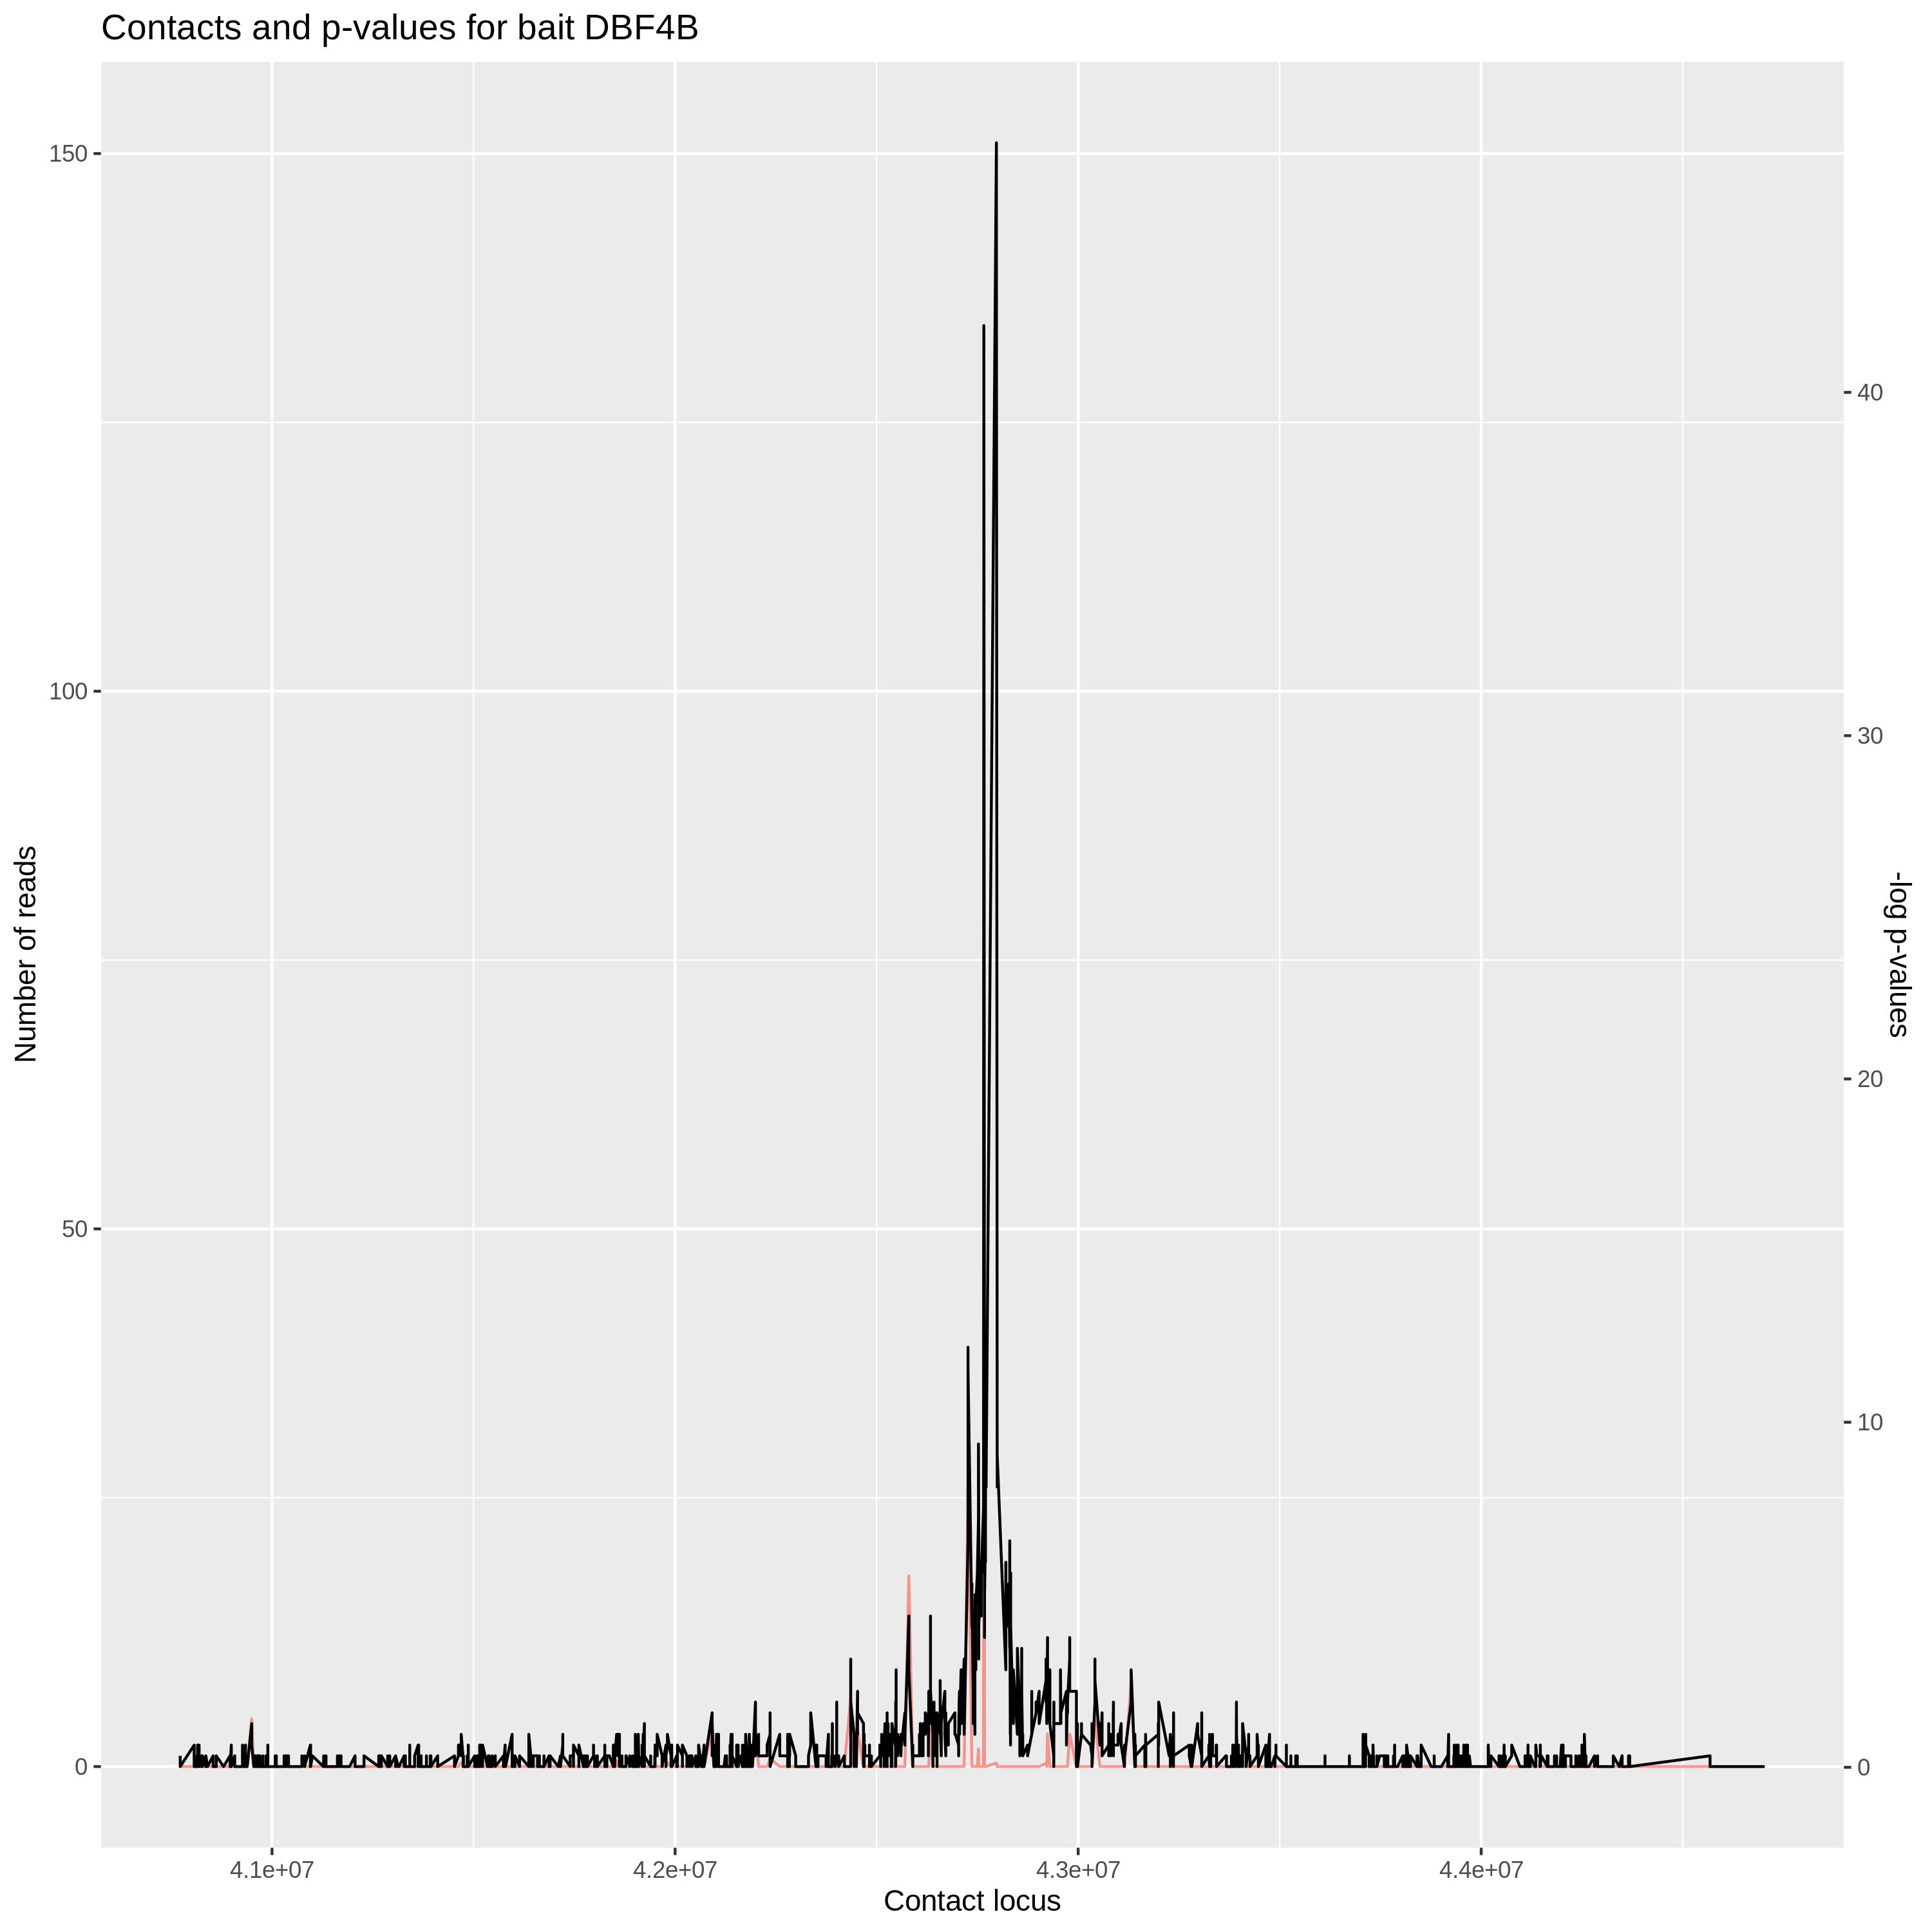 Contacts and p-values for bait DBF4B
150
100
50
0
40
30
20
10
0
Number of reads
-log p-values
4.1e+07
4.2e+07
4.3e+07
4.4e+07
Contact locus